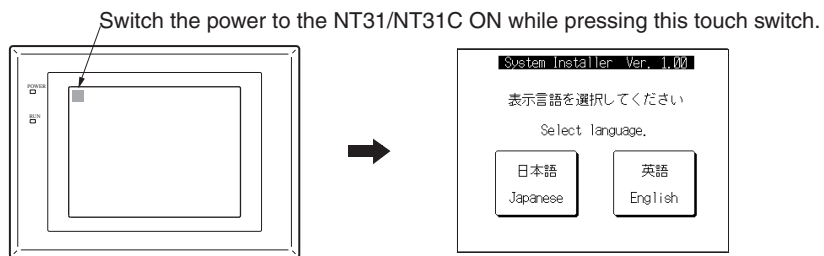 Switch the power to the NT31/NT31C ON while pressing this touch switch.
POWER
RUN
System Installer Ver. 1.00
表示言語を選択してください
Select language.
日本語
Japanese
英語
English